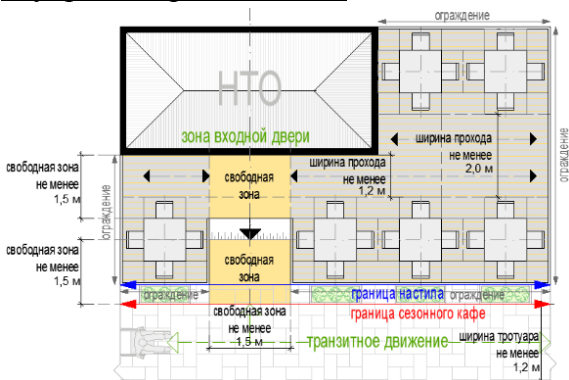 ограждение
НТО
зона входной двери
ограждение
ширина прохода
не менее
2,0 м
свободная зона
не менее
1,5 м
ограждение
свободная
зона
ширина прохода
не менее
1,2 м
свободная зона
не менее
1,5 м
свободная
зона
ограждение
граница настила
ограждение
граница сезонного кафе
свободная зона
не менее
1,5 м
транзитное движение
ширина тротуара
не менее
1,2 м